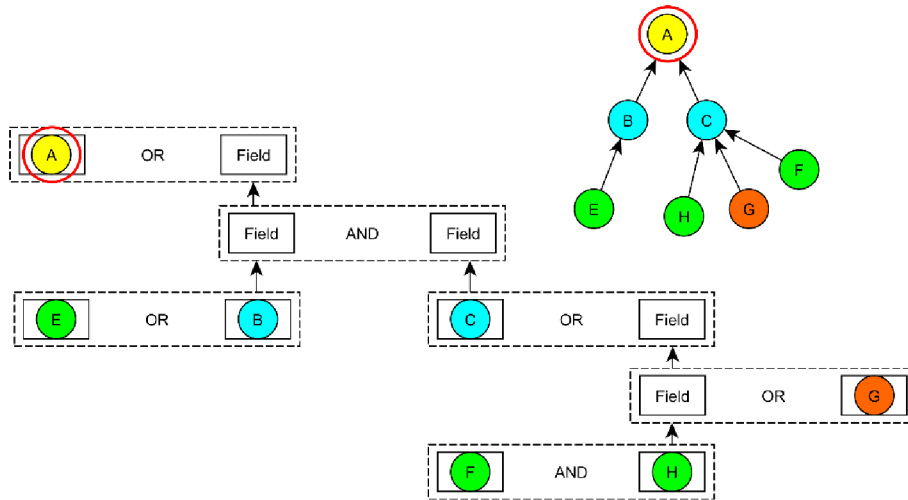 A
B
C
A OR Field
F
E
H
G
Field AND Field
E OR B
C OR Field
Field OR G
F AND H